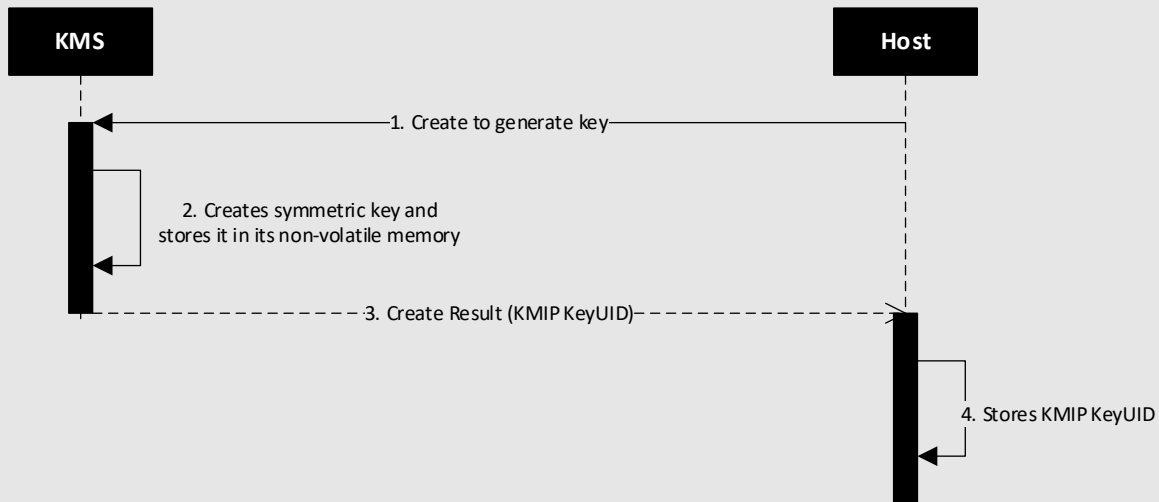 KMS
Host
1. Create to generate key
2. Creates symmetric key and
stores it in its non-volatile memory
3. Create Result (KMIP KeyUID)
4. Stores KMIP KeyUID